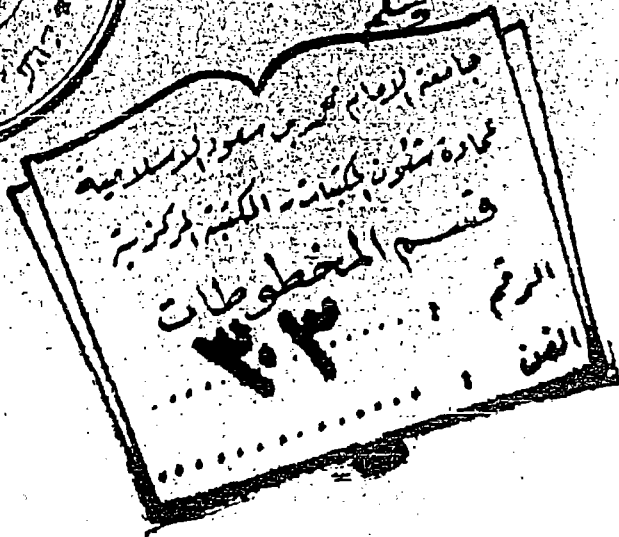 جامعة الإمام محمد بن سعود الإسلامية
عمادة شئون المكتبات - المكتبة المركزية
قسم المخطوطات
الرقم : ٣٠٣
الفن :